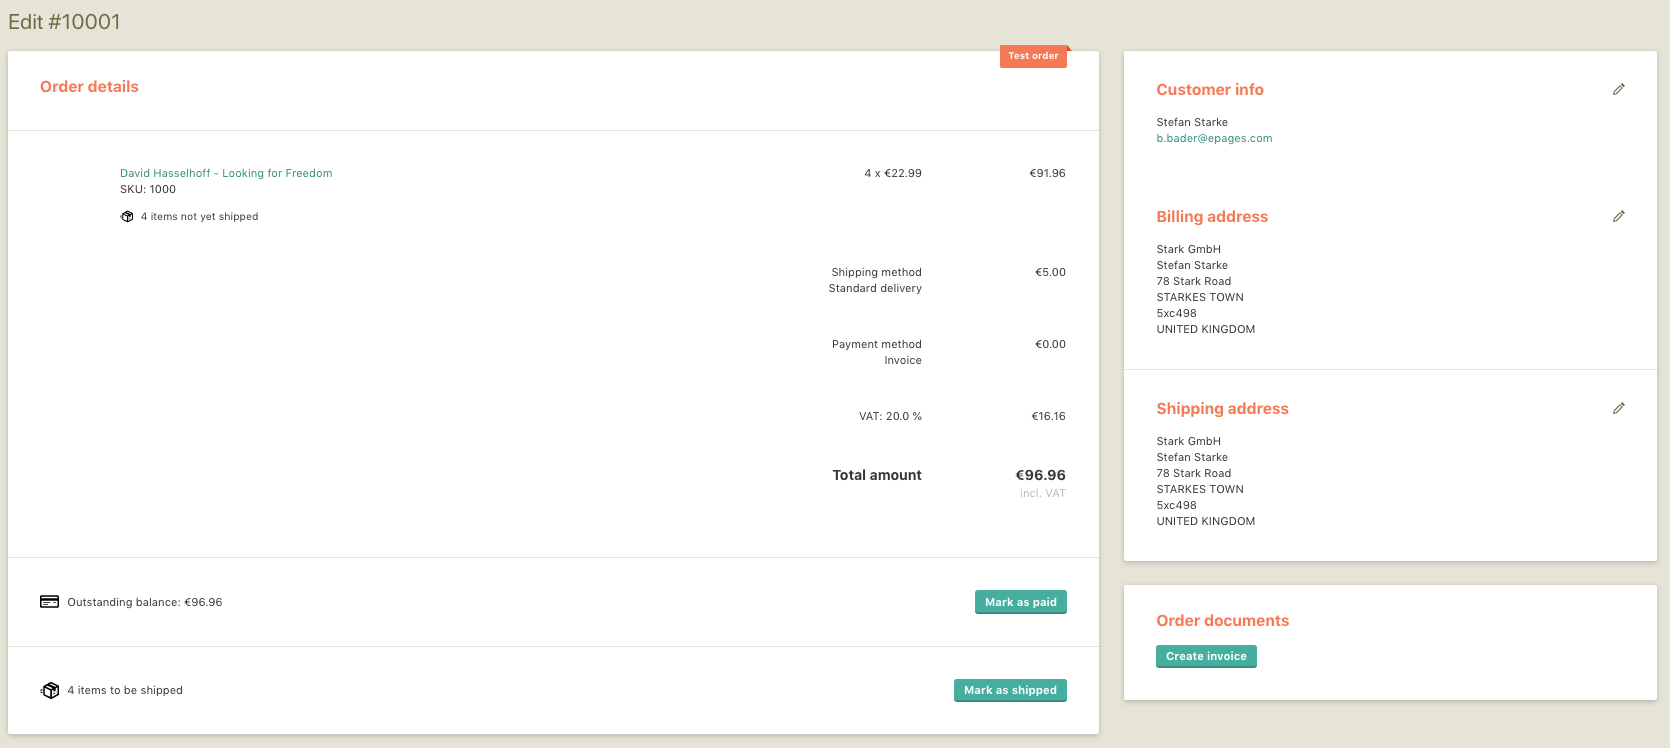 Edit #10001
Test order
Order details
David Hasselhoff - Looking for Freedom
4 x €22.99
€91.96
SKU: 1000
4 items not yet shipped
Shipping method
€5.00
Standard delivery
Payment method
€0.00
Invoice
VAT: 20.0 %
€16.16
Total amount
€96.96
incl. VAT
Outstanding balance: €96.96
Mark as paid
4 items to be shipped
Mark as shipped
Customer info
Stefan Starke
b.bader@epages.com
Billing address
Stark GmbH
Stefan Starke
78 Stark Road
STARKES TOWN
5xc498
UNITED KINGDOM
Shipping address
Stark GmbH
Stefan Starke
78 Stark Road
STARKES TOWN
5xc498
UNITED KINGDOM
Order documents
Create invoice